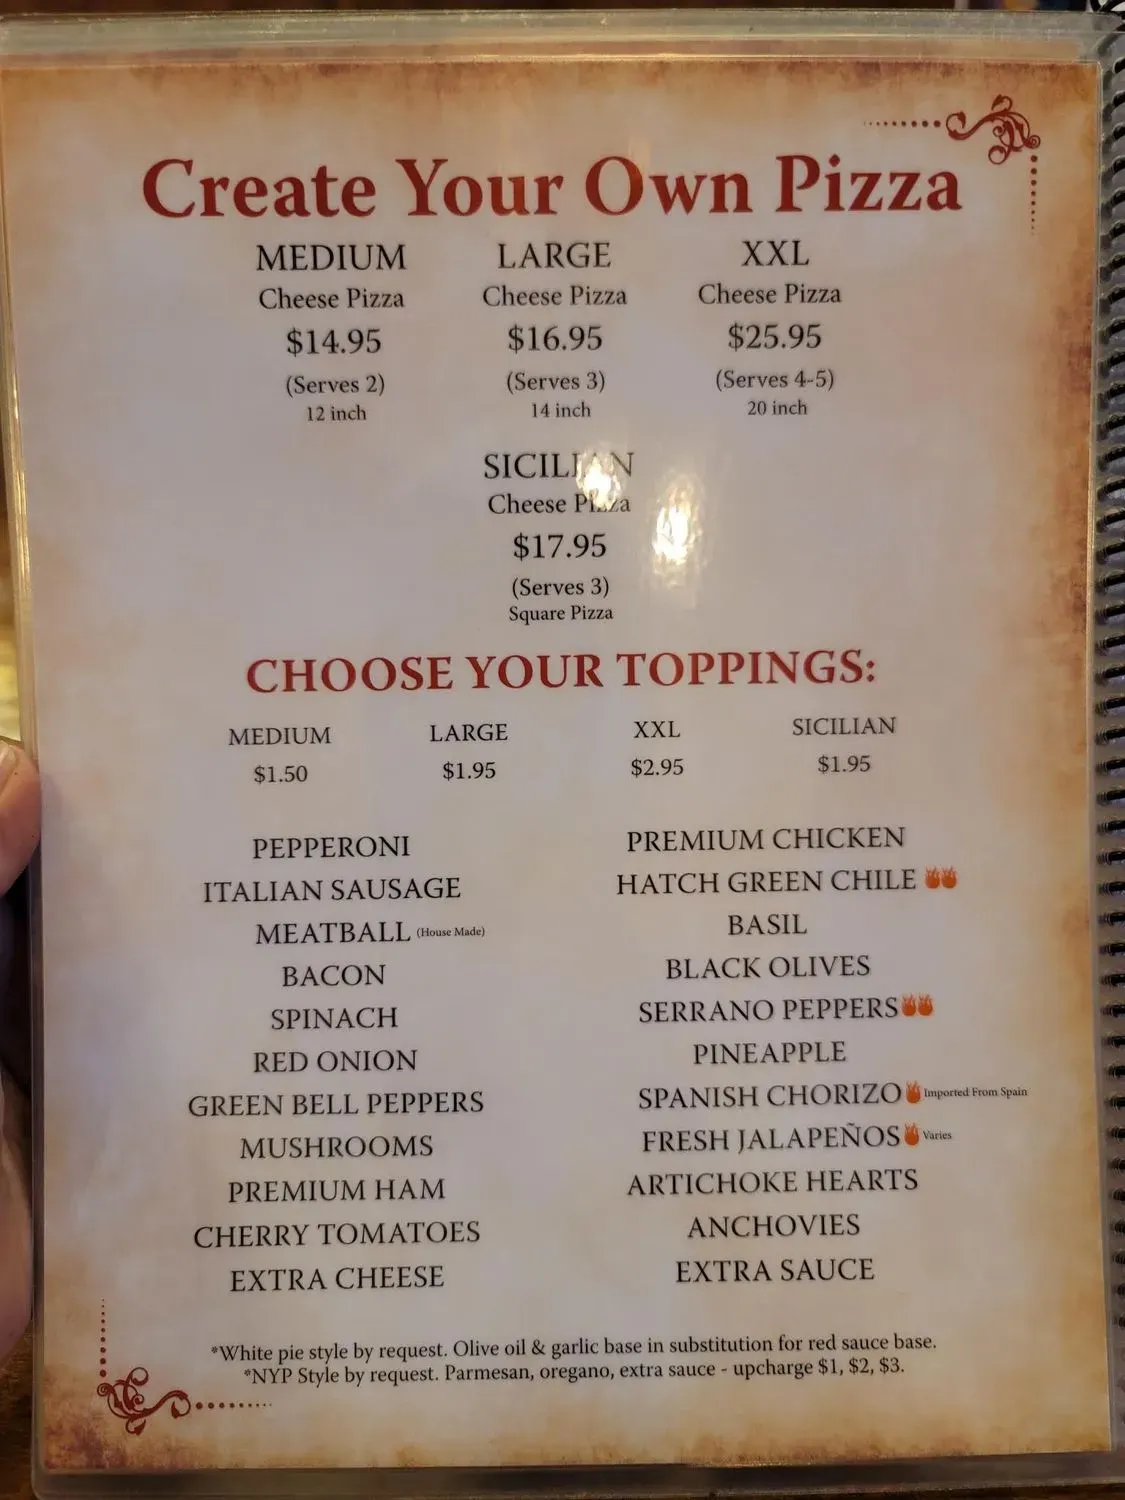 Create Your Own Pizza
MEDIUM LARGE XXL
Cheese Pizza Cheese Pizza Cheese Pizza
$14.95 $16.95 $25.95
(Serves 2) (Serves 3) (Serves 4-5)
12 inch 14 inch 20 inch
SICILIAN
Cheese Pizza
$17.95
(Serves 3)
Square Pizza
CHOOSE YOUR TOPPINGS:
MEDIUM LARGE XXL SICILIAN
$1.50 $1.95 $2.95 $1.95
PEPPERONI
ITALIAN SAUSAGE
MEATBALL (House Made)
BACON
SPINACH
RED ONION
GREEN BELL PEPPERS
MUSHROOMS
PREMIUM HAM
CHERRY TOMATOES
EXTRA CHEESE
PREMIUM CHICKEN
HATCH GREEN CHILE
BASIL
BLACK OLIVES
SERRANO PEPPERS
PINEAPPLE
SPANISH CHORIZO Imported From Spain
FRESH JALAPEÑOS Varies
ARTICHOKE HEARTS
ANCHOVIES
EXTRA SAUCE
*White pie style by request. Olive oil & garlic base in substitution for red sauce base.
*NYP Style by request. Parmesan, oregano, extra sauce - upcharge $1, $2, $3.